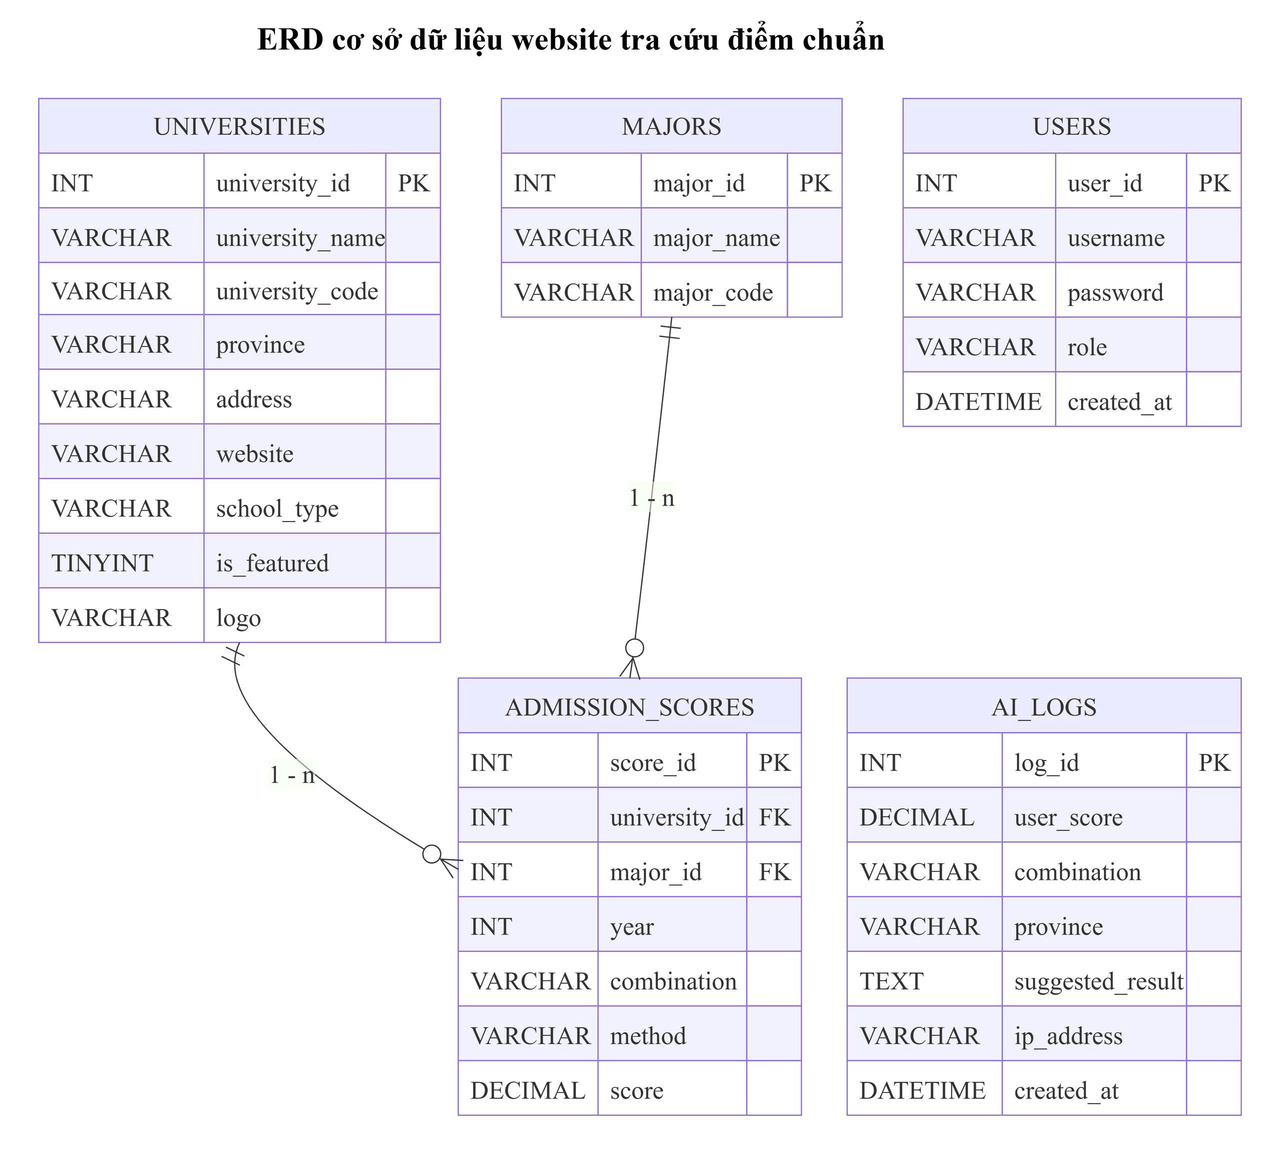 ERD cơ sở dữ liệu website tra cứu điểm chuẩn
UNIVERSITIES
INT university_id PK
VARCHAR university_name
VARCHAR university_code
VARCHAR province
VARCHAR address
VARCHAR website
VARCHAR school_type
TINYINT is_featured
VARCHAR logo
MAJORS
INT major_id PK
VARCHAR major_name
VARCHAR major_code
USERS
INT user_id PK
VARCHAR username
VARCHAR password
VARCHAR role
DATETIME created_at
1 - n
1 - n
ADMISSION_SCORES
INT score_id PK
INT university_id FK
INT major_id FK
INT year
VARCHAR combination
VARCHAR method
DECIMAL score
AI_LOGS
INT log_id PK
DECIMAL user_score
VARCHAR combination
VARCHAR province
TEXT suggested_result
VARCHAR ip_address
DATETIME created_at